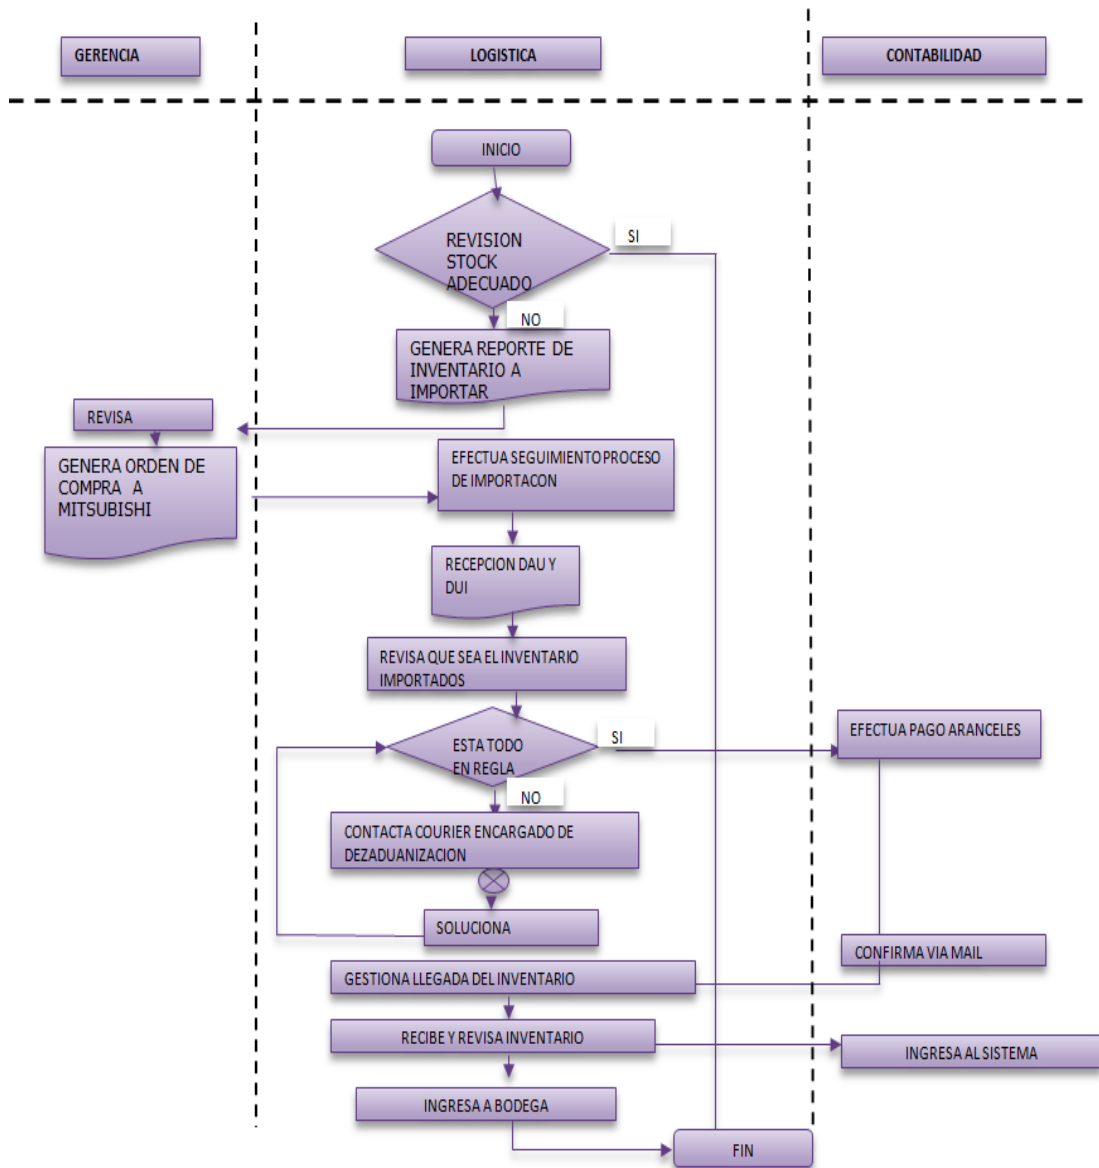 GERENCIA
LOGISTICA
CONTABILIDAD
INICIO
REVISION
STOCK
ADECUADO
SI
NO
GENERA REPORTE DE
INVENTARIO A
IMPORTAR
REVISA
GENERA ORDEN DE
COMPRA A
MITSUBISHI
EFECTUA SEGUIMIENTO PROCESO
DE IMPORTACON
RECEPCION DAU Y
DUI
REVISA QUE SEA EL INVENTARIO
IMPORTADOS
ESTA TODO
EN REGLA
SI
EFECTUA PAGO ARANCELES
NO
CONTACTA COURIER ENCARGADO DE
DEZADUANIZACION
SOLUCIONA
CONFIRMA VIA MAIL
GESTIONA LLEGADA DEL INVENTARIO
RECIBE Y REVISA INVENTARIO
INGRESA AL SISTEMA
INGRESA A BODEGA
FIN